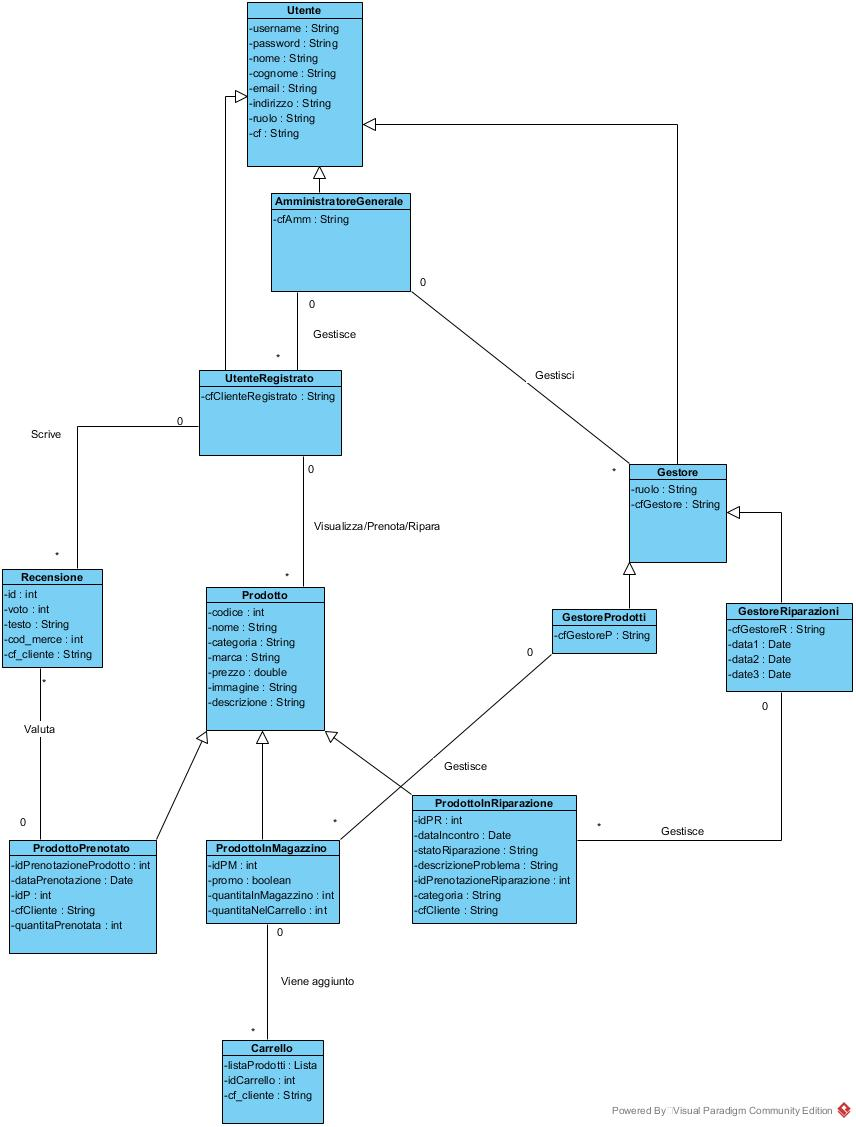 Utente
-username : String
-password : String
-nome : String
-cognome : String
-email : String
-indirizzo : String
-ruolo : String
-cf : String
AmministratoreGenerale
-cfAmm : String
0
0
Gestisce
*
Gestisci
UtenteRegistrato
-cfClienteRegistrato : String
0
Scrive
0
*
Gestore
-ruolo : String
-cfGestore : String
Visualizza/Prenota/Ripara
*
*
Recensione
-id : int
-voto : int
-testo : String
-cod_merce : int
-cf_cliente : String
Prodotto
-codice : int
-nome : String
-categoria : String
-marca : String
-prezzo : double
-immagine : String
-descrizione : String
GestoreProdotti
-cfGestoreP : String
GestoreRiparazioni
-cfGestoreR : String
-data1 : Date
-data2 : Date
-date3 : Date
0
*
0
Valuta
Gestisce
0
*
*
Gestisce
ProdottoInRiparazione
-idPR : int
-dataIncontro : Date
-statoRiparazione : String
-descrizioneProblema : String
-idPrenotazioneRiparazione : int
-categoria : String
-cfCliente : String
ProdottoPrenotato
-idPrenotazioneProdotto : int
-dataPrenotazione : Date
-idP : int
-cfCliente : String
-quantitaPrenotata : int
ProdottoInMagazzino
-idPM : int
-promo : boolean
-quantitaInMagazzino : int
-quantitaNelCarrello : int
0
Viene aggiunto
*
Carrello
-listaProdotti : Lista
-idCarrello : int
-cf_cliente : String
Powered By Visual Paradigm Community Edition